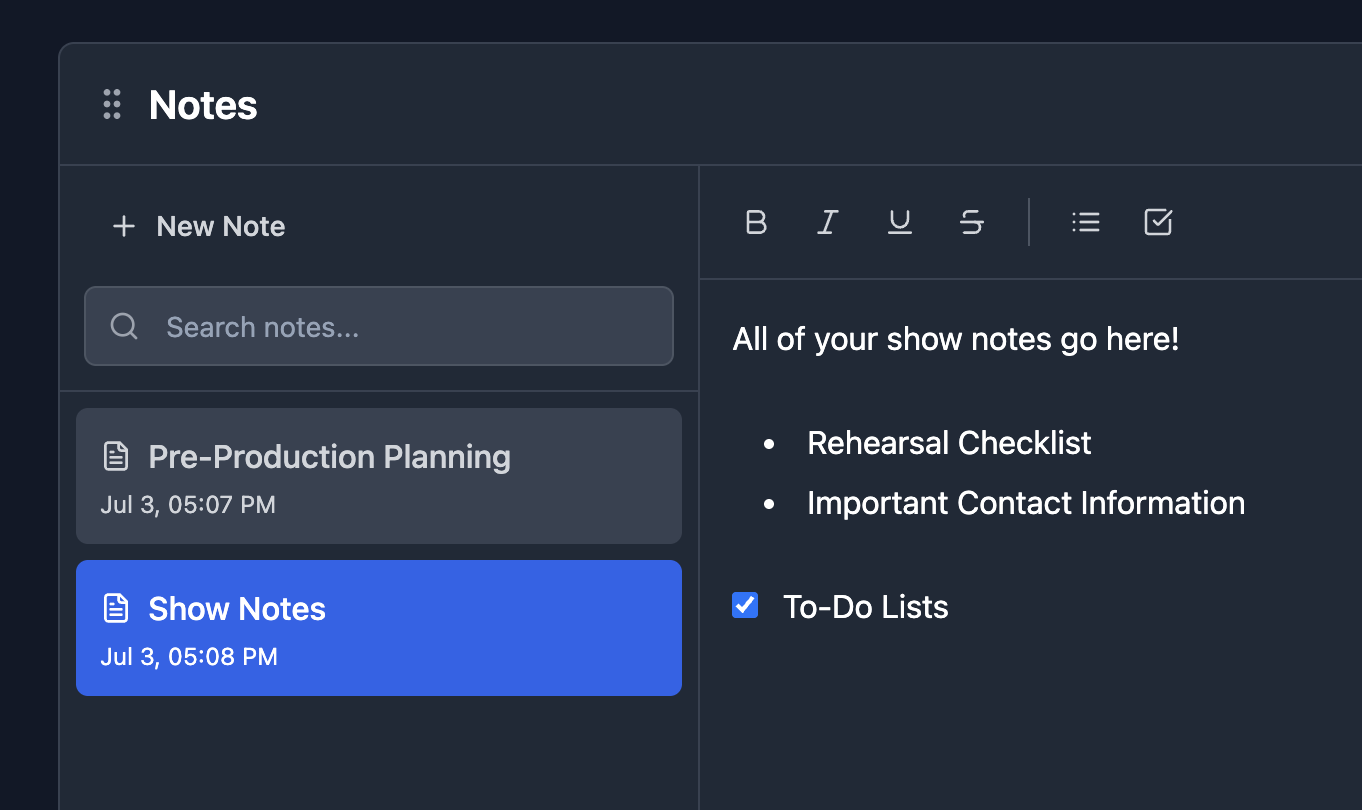 Notes
New Note
Search notes...
Pre-Production Planning
Jul 3, 05:07 PM
Show Notes
Jul 3, 05:08 PM
B I U S
All of your show notes go here!
• Rehearsal Checklist
• Important Contact Information
To-Do Lists